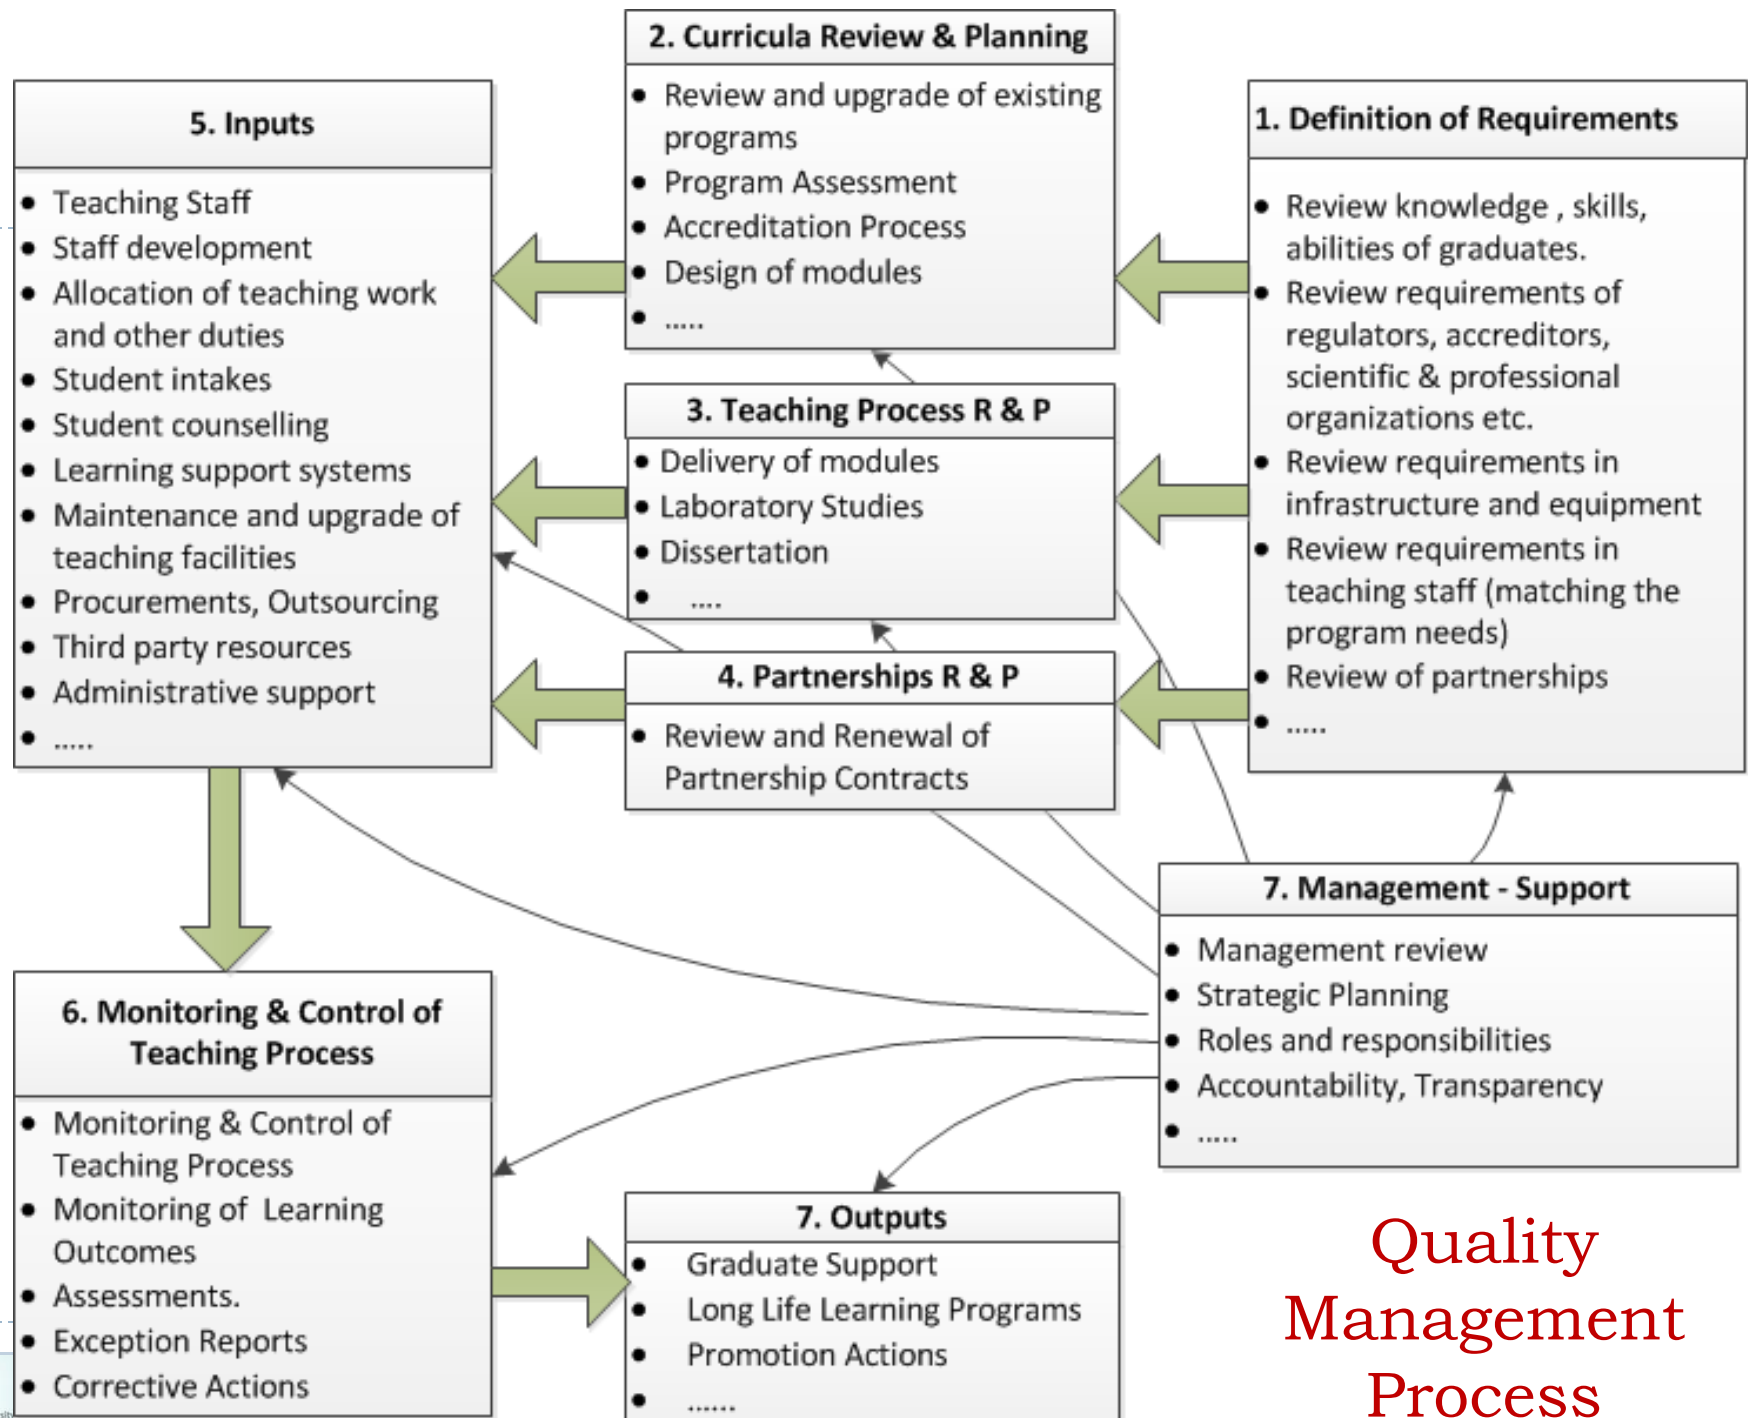 2. Curricula Review & Planning
• Review and upgrade of existing
programs
• Program Assessment
• Accreditation Process
• Design of modules
• .....
5. Inputs
• Teaching Staff
• Staff development
• Allocation of teaching work
and other duties
• Student intakes
• Student counselling
• Learning support systems
• Maintenance and upgrade of
teaching facilities
• Procurements, Outsourcing
• Third party resources
• Administrative support
• .....
1. Definition of Requirements
• Review knowledge , skills,
abilities of graduates.
• Review requirements of
regulators, accreditors,
scientific & professional
organizations etc.
• Review requirements in
infrastructure and equipment
• Review requirements in
teaching staff (matching the
program needs)
• Review of partnerships
• .....
3. Teaching Process R & P
• Delivery of modules
• Laboratory Studies
• Dissertation
• ....
4. Partnerships R & P
• Review and Renewal of
Partnership Contracts
7. Management - Support
• Management review
• Strategic Planning
• Roles and responsibilities
• Accountability, Transparency
• .....
6. Monitoring & Control of
Teaching Process
• Monitoring & Control of
Teaching Process
• Monitoring of Learning
Outcomes
• Assessments.
• Exception Reports
• Corrective Actions
7. Outputs
• Graduate Support
• Long Life Learning Programs
• Promotion Actions
• ......
Quality
Management
Process